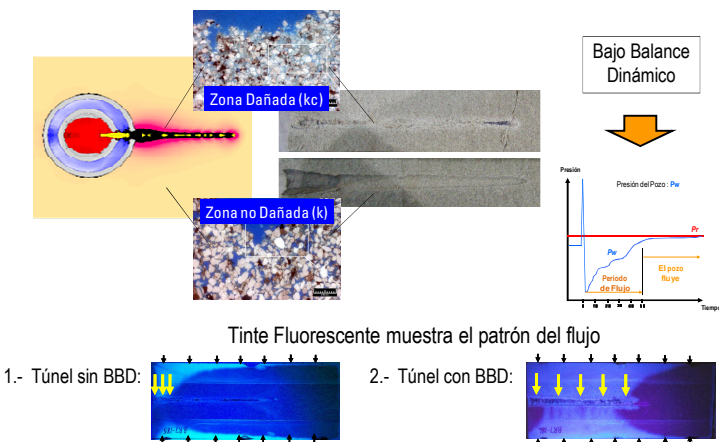 Zona Dañada (kc)
Zona no Dañada (k)
Bajo Balance
Dinámico
Presión
Presión del Pozo : Pw
Pr
Pw
Periodo
de Flujo
El pozo
fluye
Tiempo
Tinte Fluorescente muestra el patrón del flujo
1.- Túnel sin BBD:
2.- Túnel con BBD: